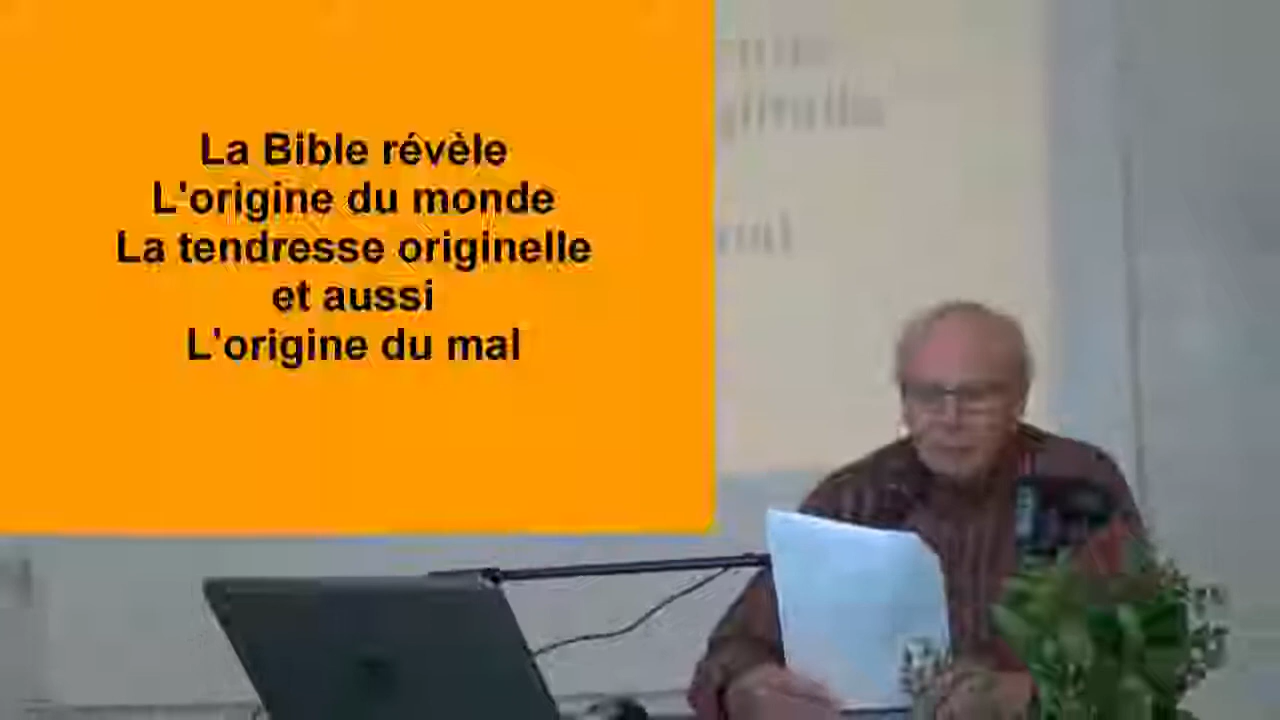 La Bible révèle
L'origine du monde
La tendresse originelle
et aussi
L'origine du mal